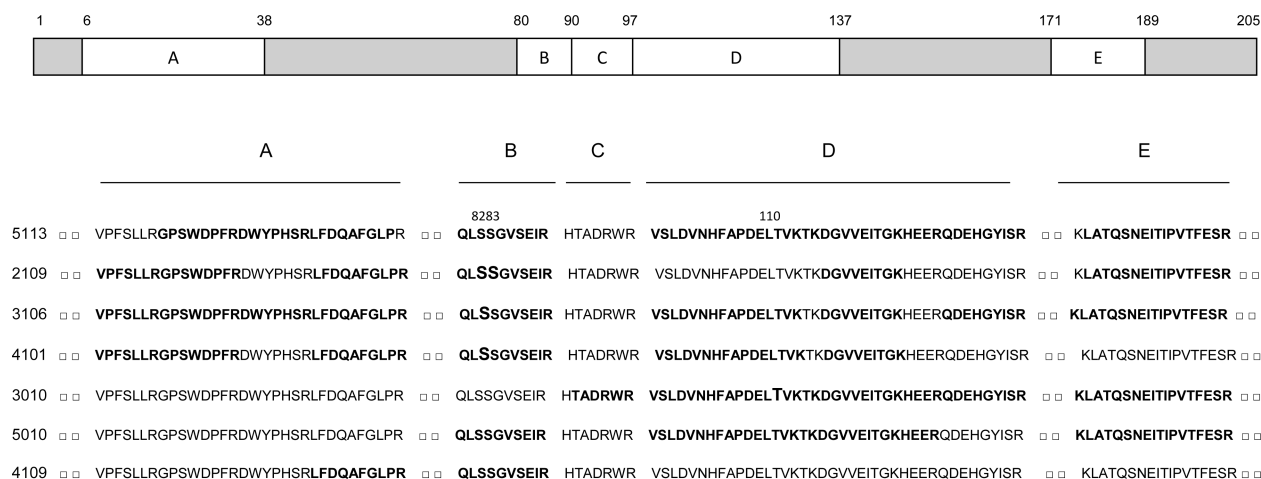 1 6 38 80 90 97 137 171 189 205
A B C D E
A B C D E
8283 110
5113 □ □ VPFSLLRGPSWDPFRDWYPHSRLFDQAFGLPR □ □ QLSSGVSEIR HTADRWR VSLDVNHFAPDELTVKTKDGVVEITGKHEERQDEHGYISR □ □ KLATQSNEITIPVTFESR □ □
2109 □ □ VPFSLLRGPSWDPFRDWYPHSRLFDQAFGLPR □ □ QLSSGVSEIR HTADRWR VSLDVNHFAPDELTVKTKDGVVEITGKHEERQDEHGYISR □ □ KLATQSNEITIPVTFESR □ □
3106 □ □ VPFSLLRGPSWDPFRDWYPHSRLFDQAFGLPR □ □ QLSSGVSEIR HTADRWR VSLDVNHFAPDELTVKTKDGVVEITGKHEERQDEHGYISR □ □ KLATQSNEITIPVTFESR □ □
4101 □ □ VPFSLLRGPSWDPFRDWYPHSRLFDQAFGLPR □ □ QLSSGVSEIR HTADRWR VSLDVNHFAPDELTVKTKDGVVEITGKHEERQDEHGYISR □ □ KLATQSNEITIPVTFESR □ □
3010 □ □ VPFSLLRGPSWDPFRDWYPHSRLFDQAFGLPR □ □ QLSSGVSEIR HTADRWR VSLDVNHFAPDELTVKTKDGVVEITGKHEERQDEHGYISR □ □ KLATQSNEITIPVTFESR □ □
5010 □ □ VPFSLLRGPSWDPFRDWYPHSRLFDQAFGLPR □ □ QLSSGVSEIR HTADRWR VSLDVNHFAPDELTVKTKDGVVEITGKHEERQDEHGYISR □ □ KLATQSNEITIPVTFESR □ □
4109 □ □ VPFSLLRGPSWDPFRDWYPHSRLFDQAFGLPR □ □ QLSSGVSEIR HTADRWR VSLDVNHFAPDELTVKTKDGVVEITGKHEERQDEHGYISR □ □ KLATQSNEITIPVTFESR □ □